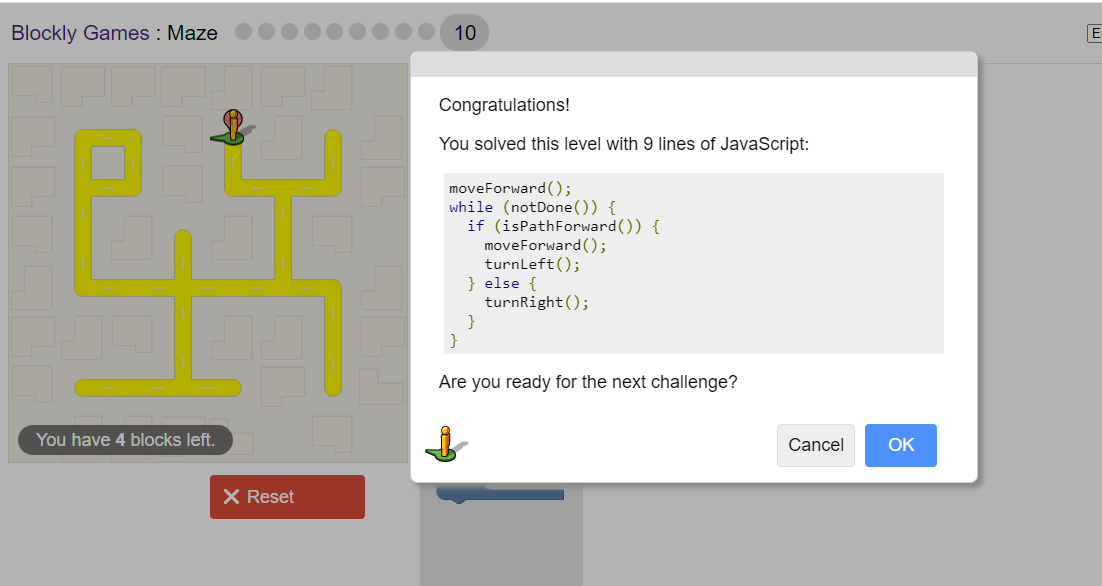 Blockly Games : Maze 10
E
Congratulations!
You solved this level with 9 lines of JavaScript:
moveForward();
while (notDone()) {
  if (isPathForward()) {
    moveForward();
    turnLeft();
  } else {
    turnRight();
  }
}
Are you ready for the next challenge?
You have 4 blocks left.
Cancel
OK
Reset